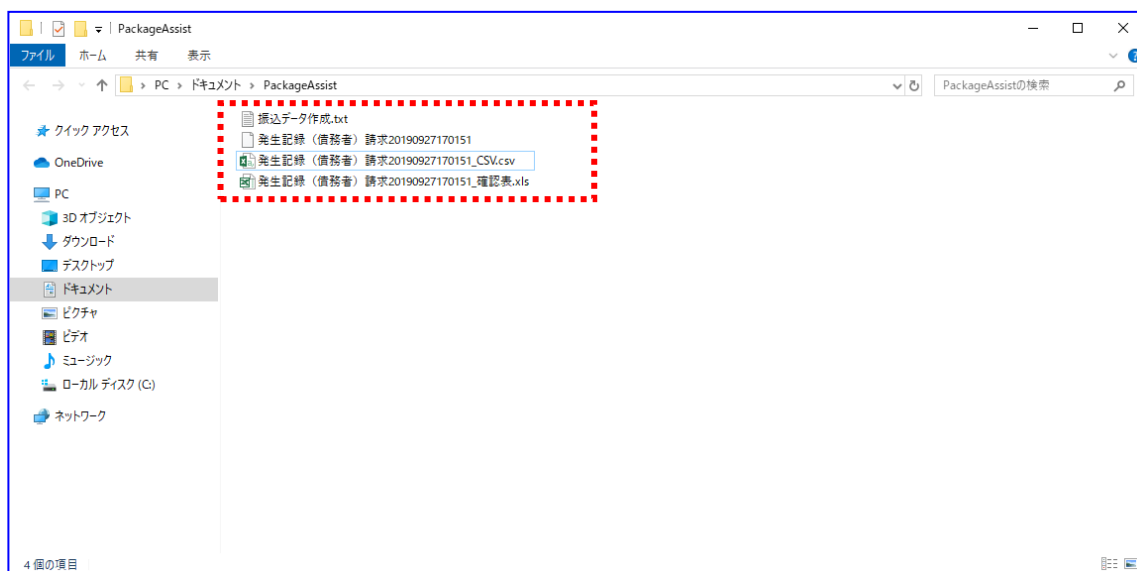 PackageAssist
ファイル ホーム 共有 表示
PC ドキュメント PackageAssist
PackageAssistの検索
クイック アクセス
OneDrive
PC
3D オブジェクト
ダウンロード
デスクトップ
ドキュメント
ピクチャ
ビデオ
ミュージック
ローカル ディスク (C:)
ネットワーク
振込データ作成.txt
発生記録（債務者）請求20190927170151
発生記録（債務者）請求20190927170151_CSV.csv
発生記録（債務者）請求20190927170151_確認表.xls
4 個の項目